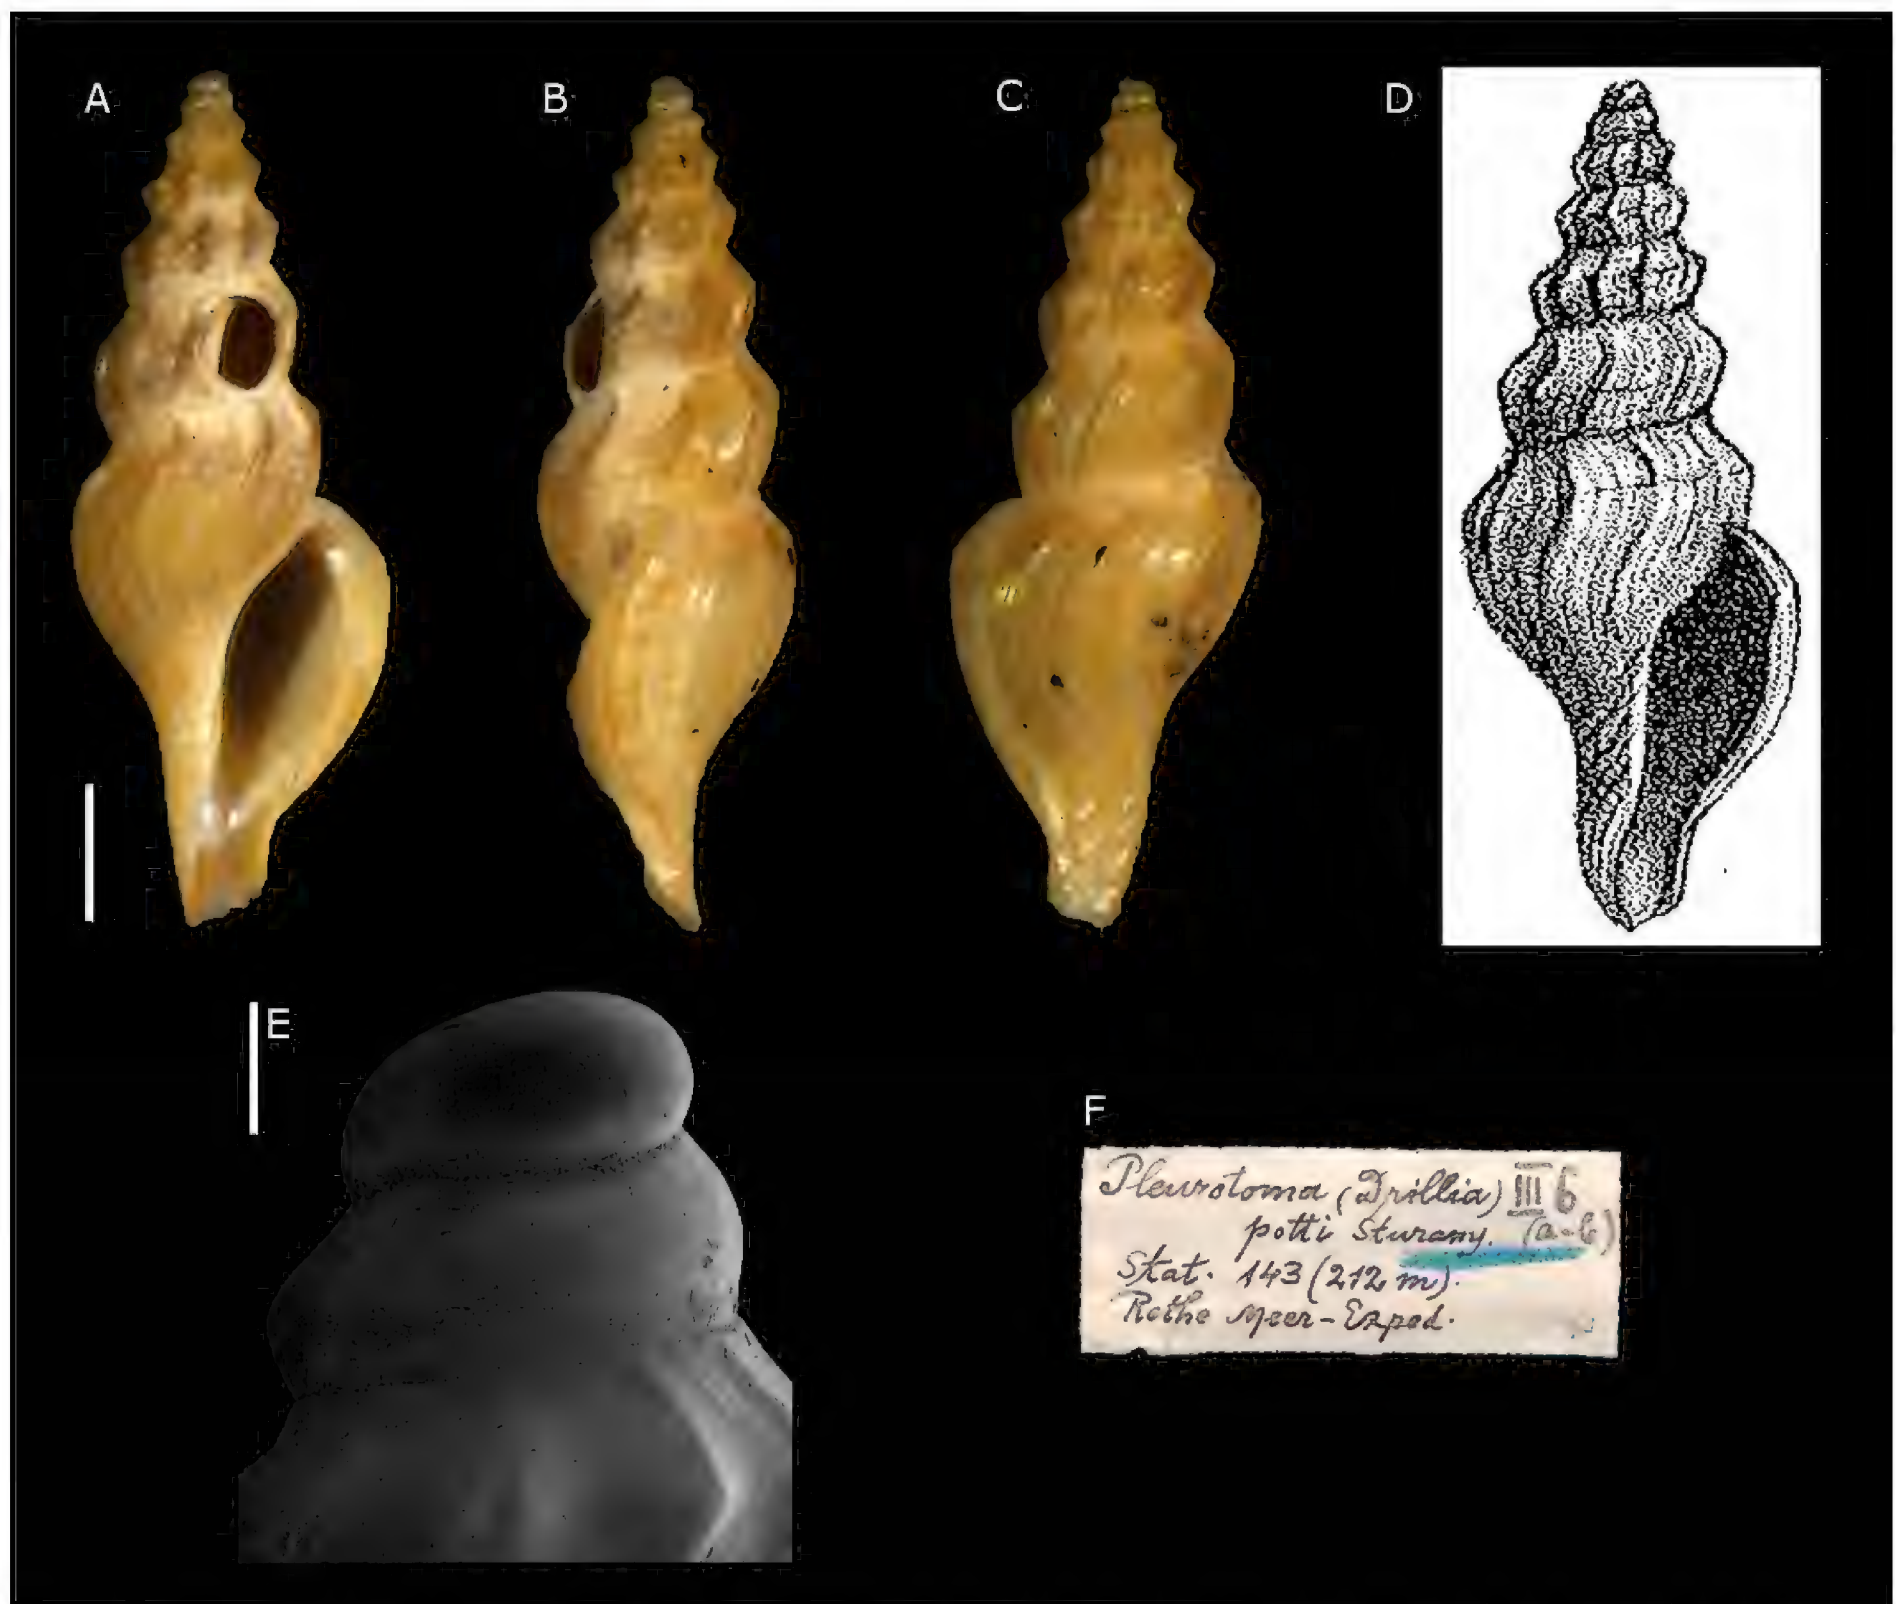 A
B
C
D
E
F
Pleurotoma (Drillia) III 6
potti Sturany. (a-b)
Stat. 143 (212 m).
Rothe Meer-Exped.